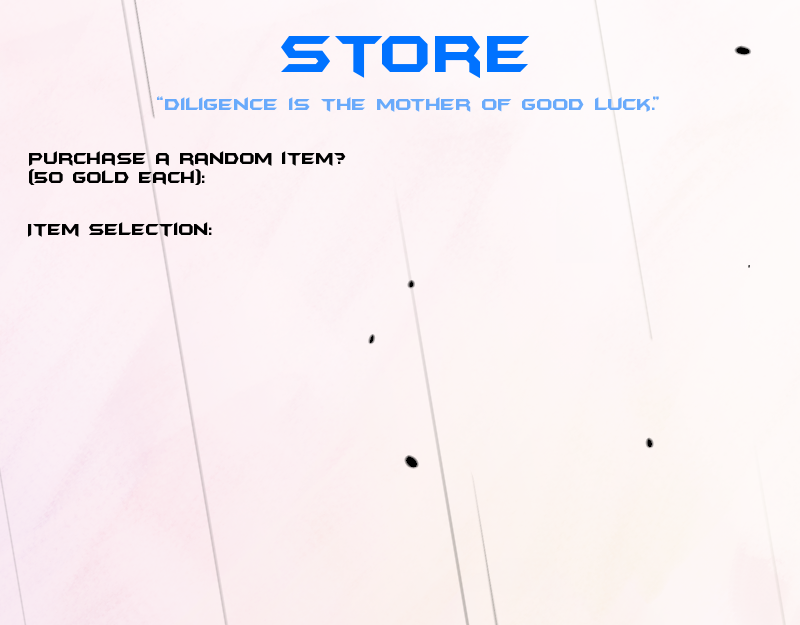 STORE
“DILIGENCE IS THE MOTHER OF GOOD LUCK.”
PURCHASE A RANDOM ITEM?
(50 GOLD EACH):
ITEM SELECTION: